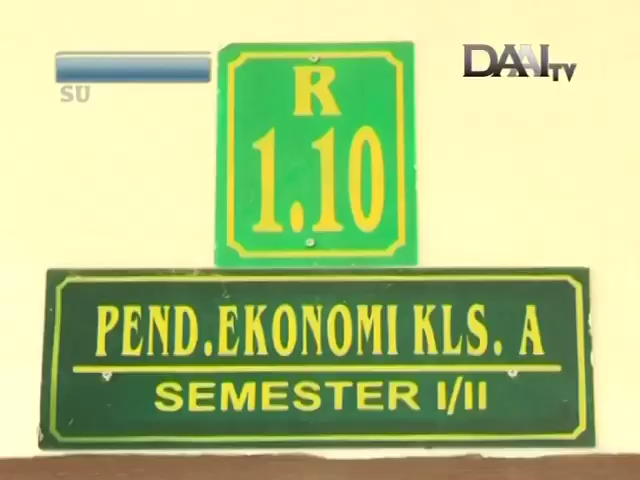 SU
DAAI TV
R
1.10
PEND.EKONOMI KLS. A
SEMESTER I/II